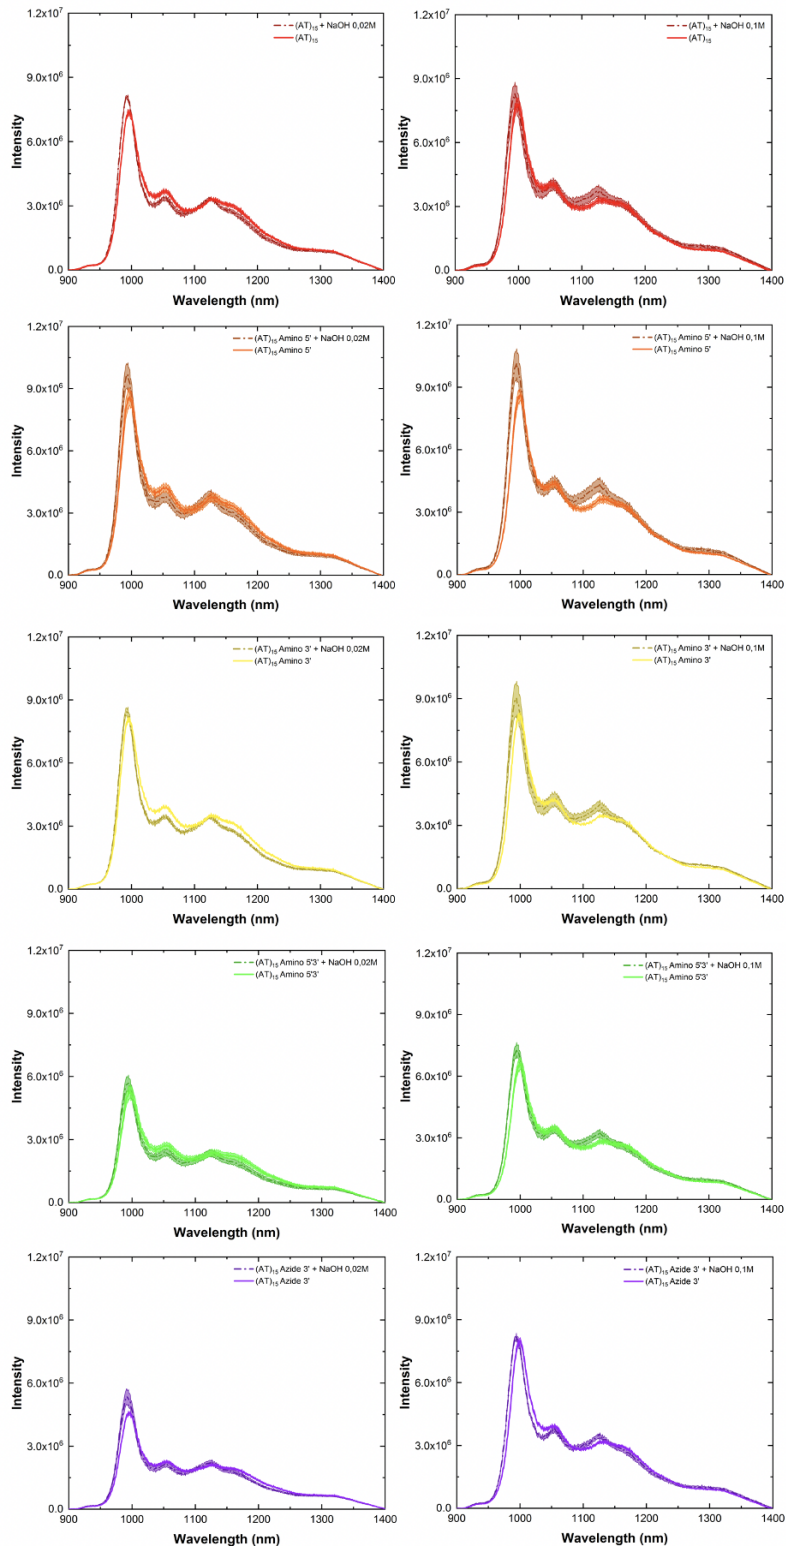 1.2x10⁷
9.0x10⁶
6.0x10⁶
3.0x10⁶
0.0
Intensity
(AT)₁₅ + NaOH 0,02M
(AT)₁₅
900 1000 1100 1200 1300 1400
Wavelength (nm)
1.2x10⁷
9.0x10⁶
6.0x10⁶
3.0x10⁶
0.0
Intensity
(AT)₁₅ + NaOH 0,1M
(AT)₁₅
900 1000 1100 1200 1300 1400
Wavelength (nm)
1.2x10⁷
9.0x10⁶
6.0x10⁶
3.0x10⁶
0.0
Intensity
(AT)₁₅ Amino 5' + NaOH 0,02M
(AT)₁₅ Amino 5'
900 1000 1100 1200 1300 1400
Wavelength (nm)
1.2x10⁷
9.0x10⁶
6.0x10⁶
3.0x10⁶
0.0
Intensity
(AT)₁₅ Amino 5' + NaOH 0,1M
(AT)₁₅ Amino 5'
900 1000 1100 1200 1300 1400
Wavelength (nm)
1.2x10⁷
9.0x10⁶
6.0x10⁶
3.0x10⁶
0.0
Intensity
(AT)₁₅ Amino 3' + NaOH 0,02M
(AT)₁₅ Amino 3'
900 1000 1100 1200 1300 1400
Wavelength (nm)
1.2x10⁷
9.0x10⁶
6.0x10⁶
3.0x10⁶
0.0
Intensity
(AT)₁₅ Amino 3' + NaOH 0,1M
(AT)₁₅ Amino 3'
900 1000 1100 1200 1300 1400
Wavelength (nm)
1.2x10⁷
9.0x10⁶
6.0x10⁶
3.0x10⁶
0.0
Intensity
(AT)₁₅ Amino 5'3' + NaOH 0,02M
(AT)₁₅ Amino 5'3'
900 1000 1100 1200 1300 1400
Wavelength (nm)
1.2x10⁷
9.0x10⁶
6.0x10⁶
3.0x10⁶
0.0
Intensity
(AT)₁₅ Amino 5'3' + NaOH 0,1M
(AT)₁₅ Amino 5'3'
900 1000 1100 1200 1300 1400
Wavelength (nm)
1.2x10⁷
9.0x10⁶
6.0x10⁶
3.0x10⁶
0.0
Intensity
(AT)₁₅ Azide 3' + NaOH 0,02M
(AT)₁₅ Azide 3'
900 1000 1100 1200 1300 1400
Wavelength (nm)
1.2x10⁷
9.0x10⁶
6.0x10⁶
3.0x10⁶
0.0
Intensity
(AT)₁₅ Azide 3' + NaOH 0,1M
(AT)₁₅ Azide 3'
900 1000 1100 1200 1300 1400
Wavelength (nm)